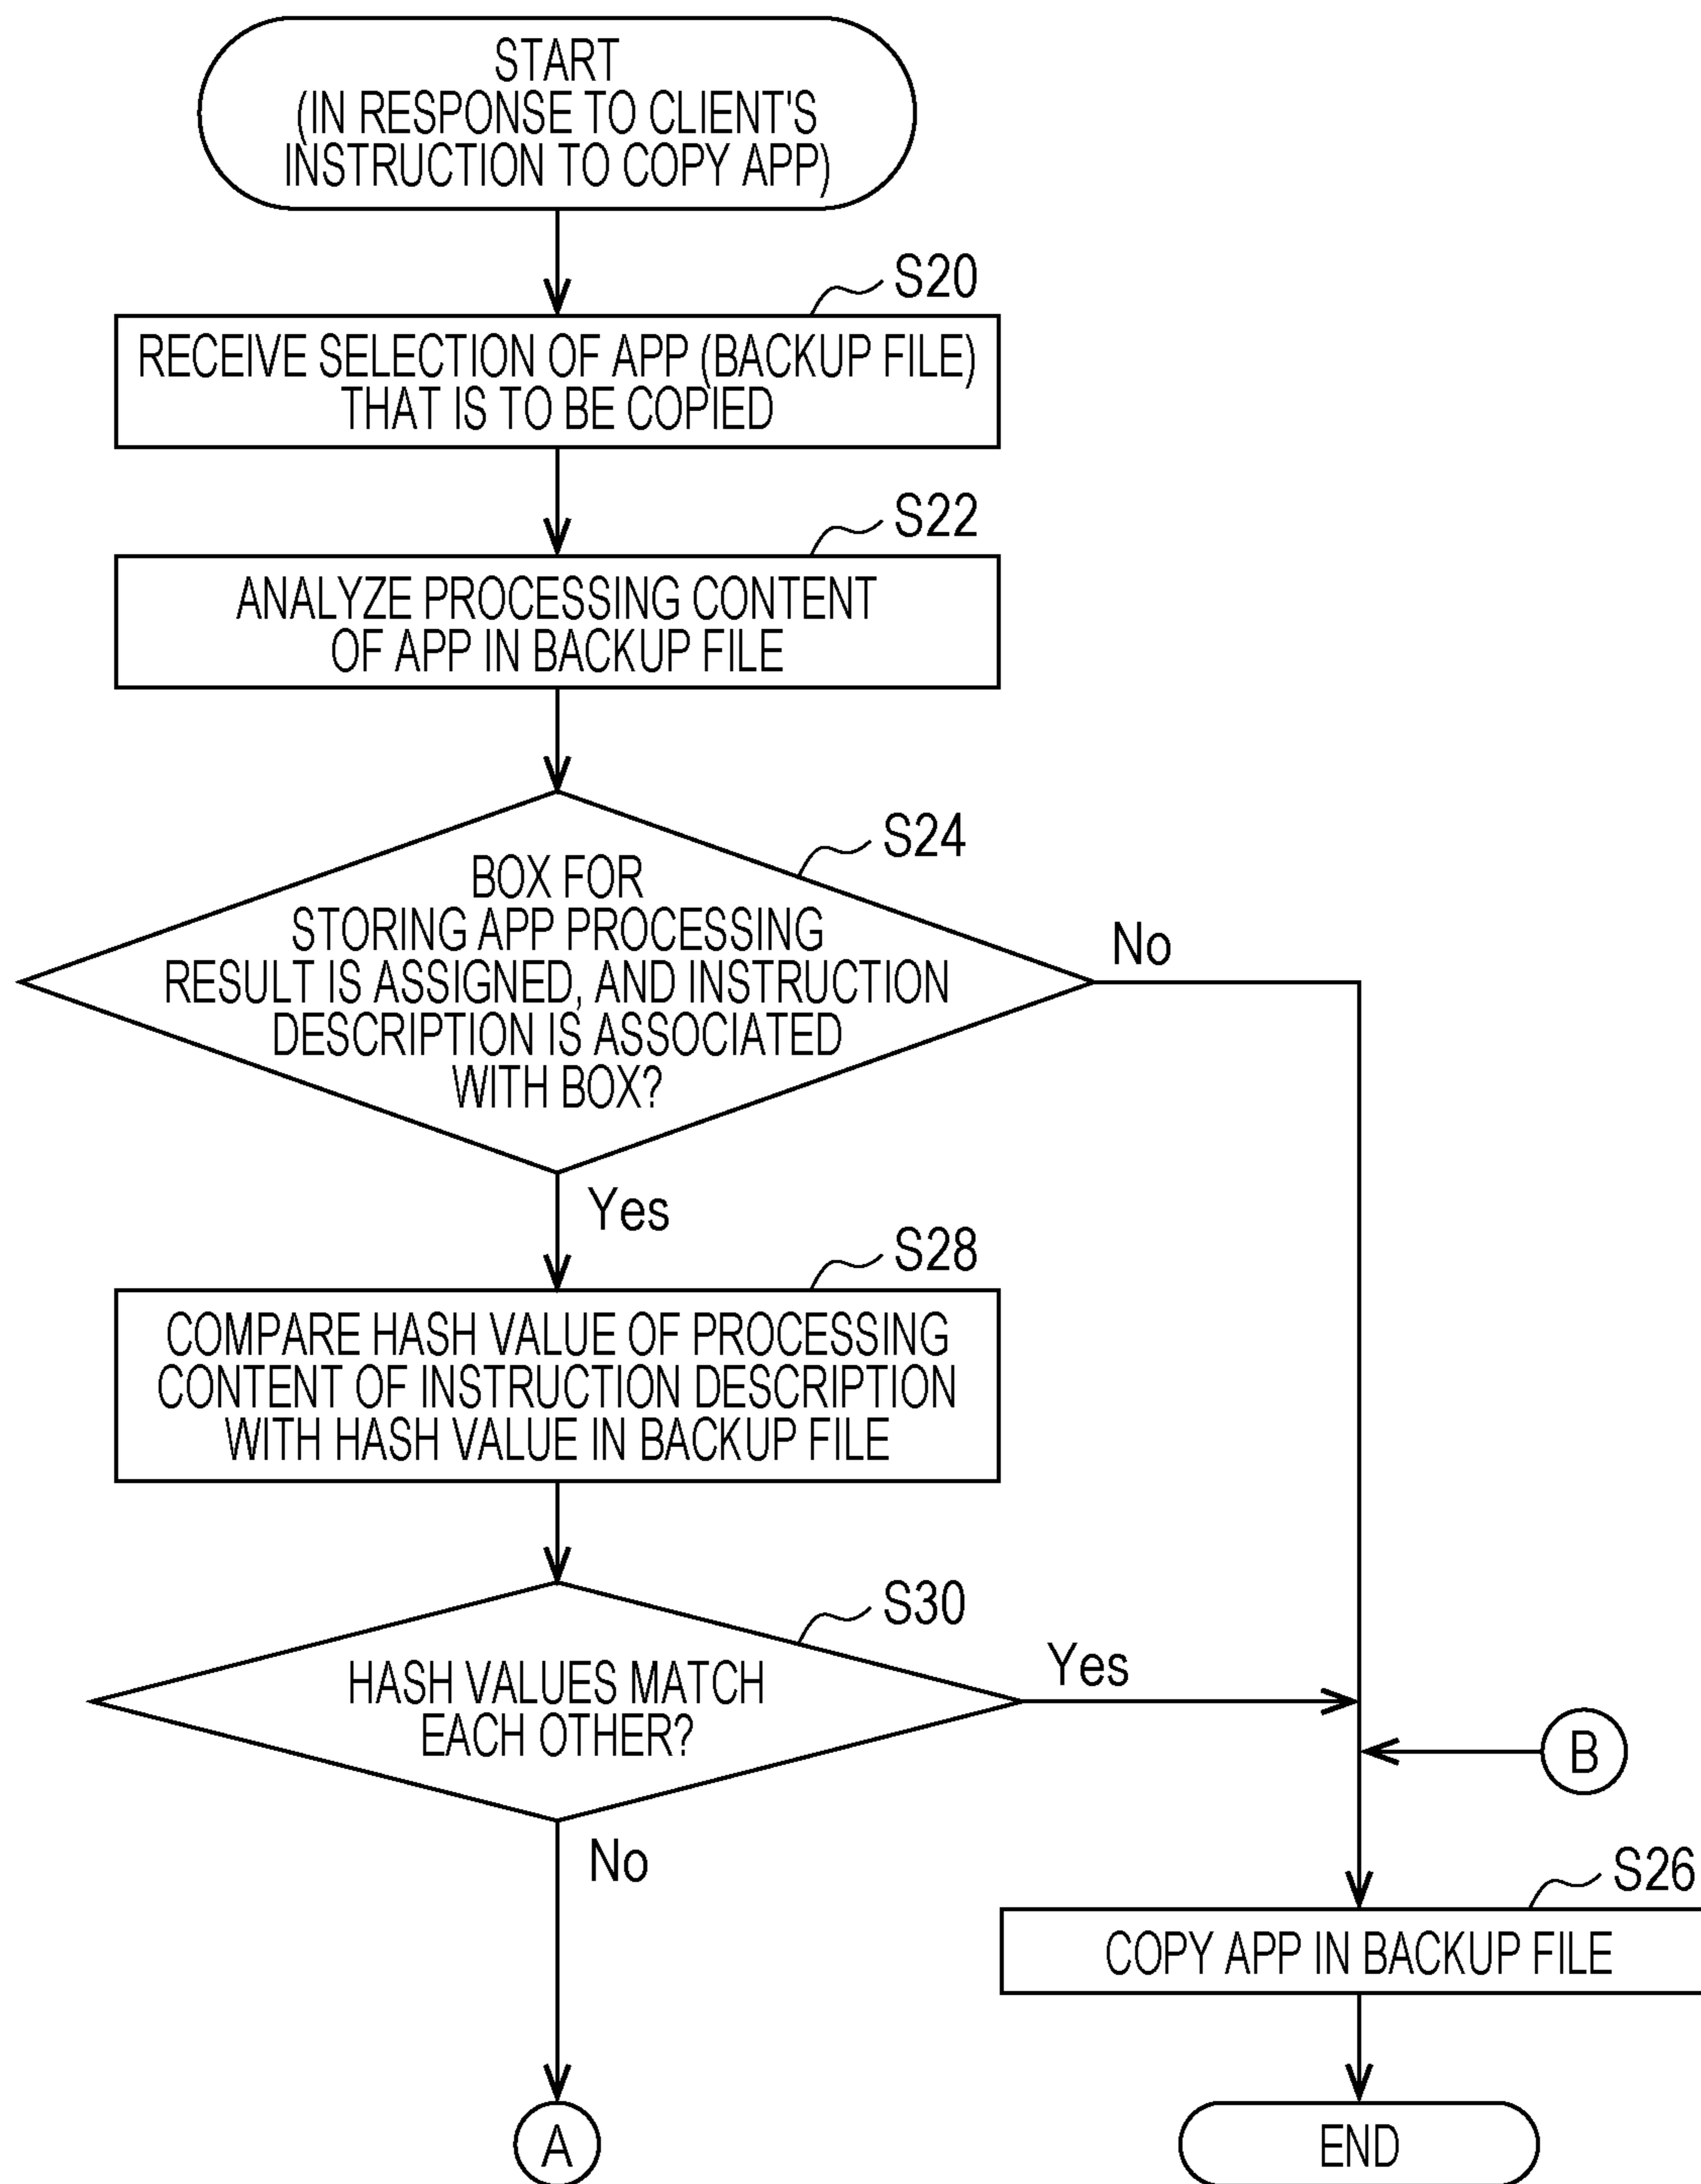 START
(IN RESPONSE TO CLIENT'S
INSTRUCTION TO COPY APP)
S20
RECEIVE SELECTION OF APP (BACKUP FILE)
THAT IS TO BE COPIED
S22
ANALYZE PROCESSING CONTENT
OF APP IN BACKUP FILE
S24
BOX FOR
STORING APP PROCESSING
RESULT IS ASSIGNED, AND INSTRUCTION
DESCRIPTION IS ASSOCIATED
WITH BOX?
No
Yes
S28
COMPARE HASH VALUE OF PROCESSING
CONTENT OF INSTRUCTION DESCRIPTION
WITH HASH VALUE IN BACKUP FILE
S30
HASH VALUES MATCH
EACH OTHER?
Yes
B
No
S26
COPY APP IN BACKUP FILE
A
END